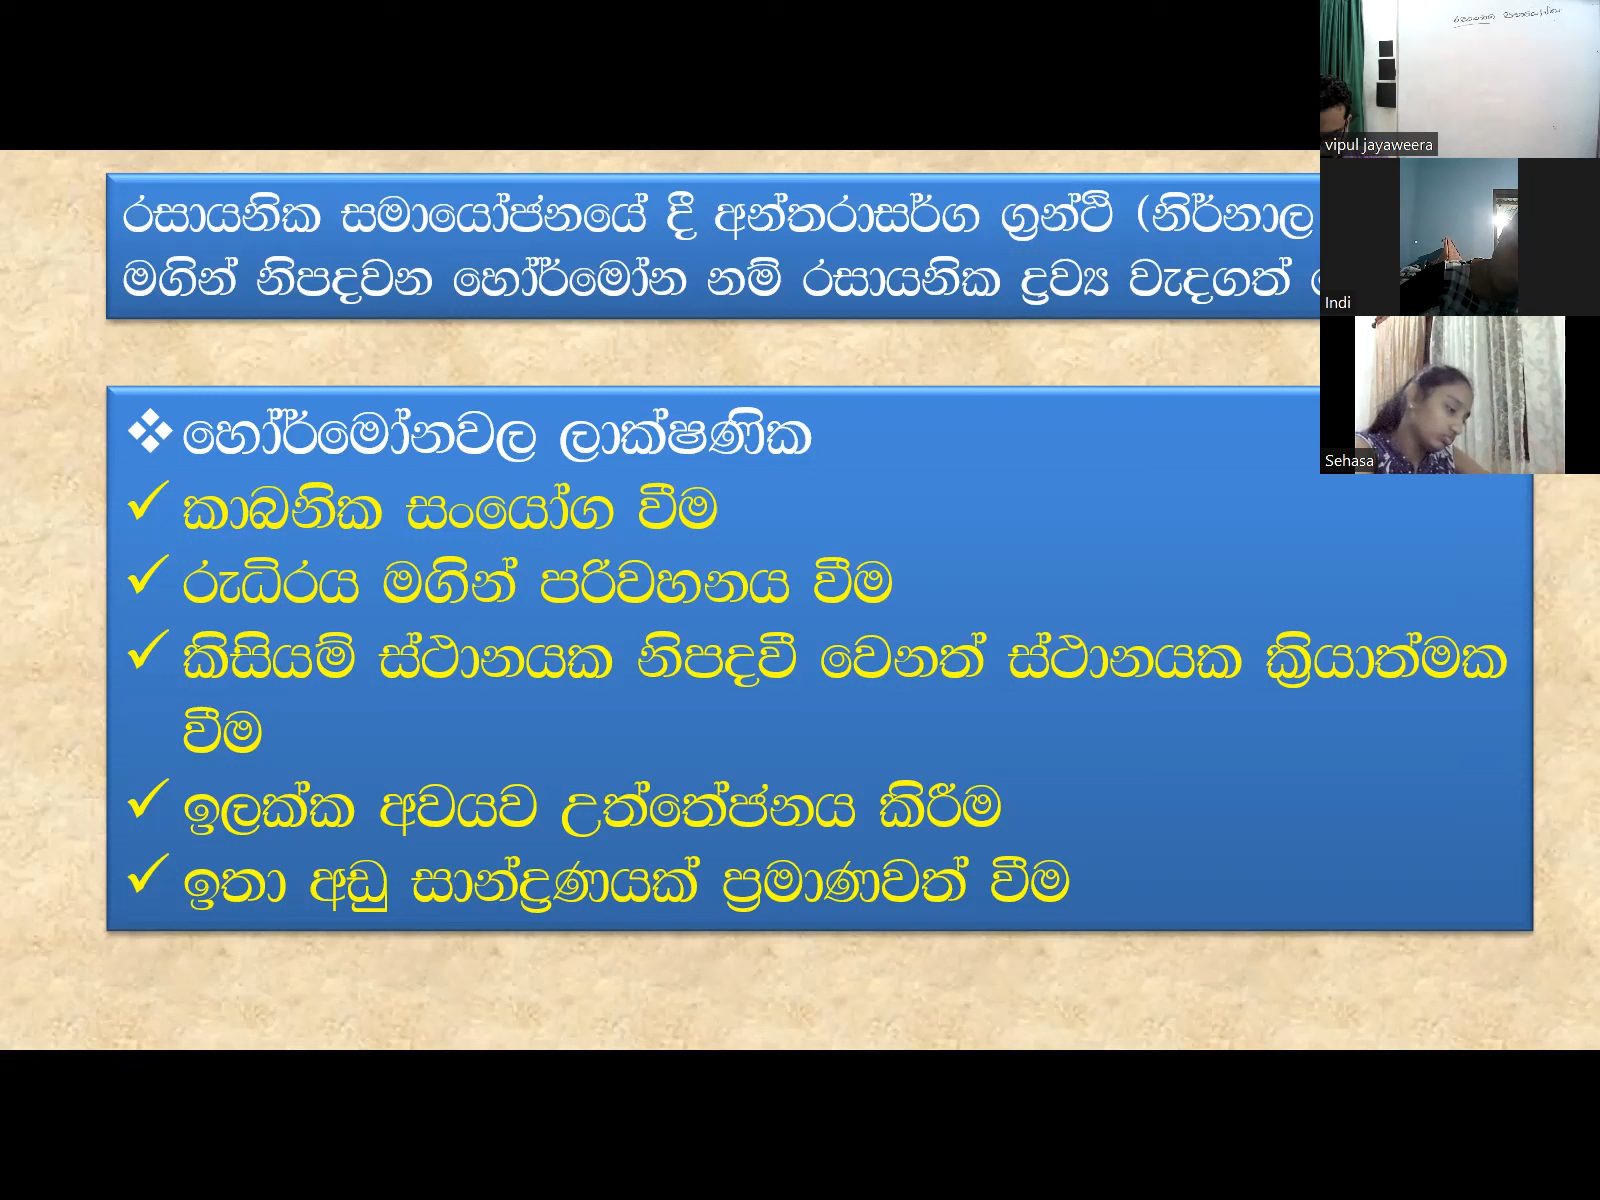 රසායනික සමායෝජනයේ දී අන්තරාසර්ග ග්‍රන්ථි (නිර්නාල
මගින් නිපදවන හෝර්මෝන නම් රසායනික ද්‍රව්‍ය වැදගත්
❖හෝර්මෝනවල ලාක්ෂණික
✓ කාබනික සංයෝග වීම
✓ රුධිරය මගින් පරිවහනය වීම
✓ කිසියම් ස්ථානයක නිපදවී වෙනත් ස්ථානයක ක්‍රියාත්මක
වීම
✓ ඉලක්ක අවයව උත්තේජනය කිරීම
✓ ඉතා අඩු සාන්ද්‍රණයක් ප්‍රමාණවත් වීම
vipul jayaweera
Indi
Sehasa